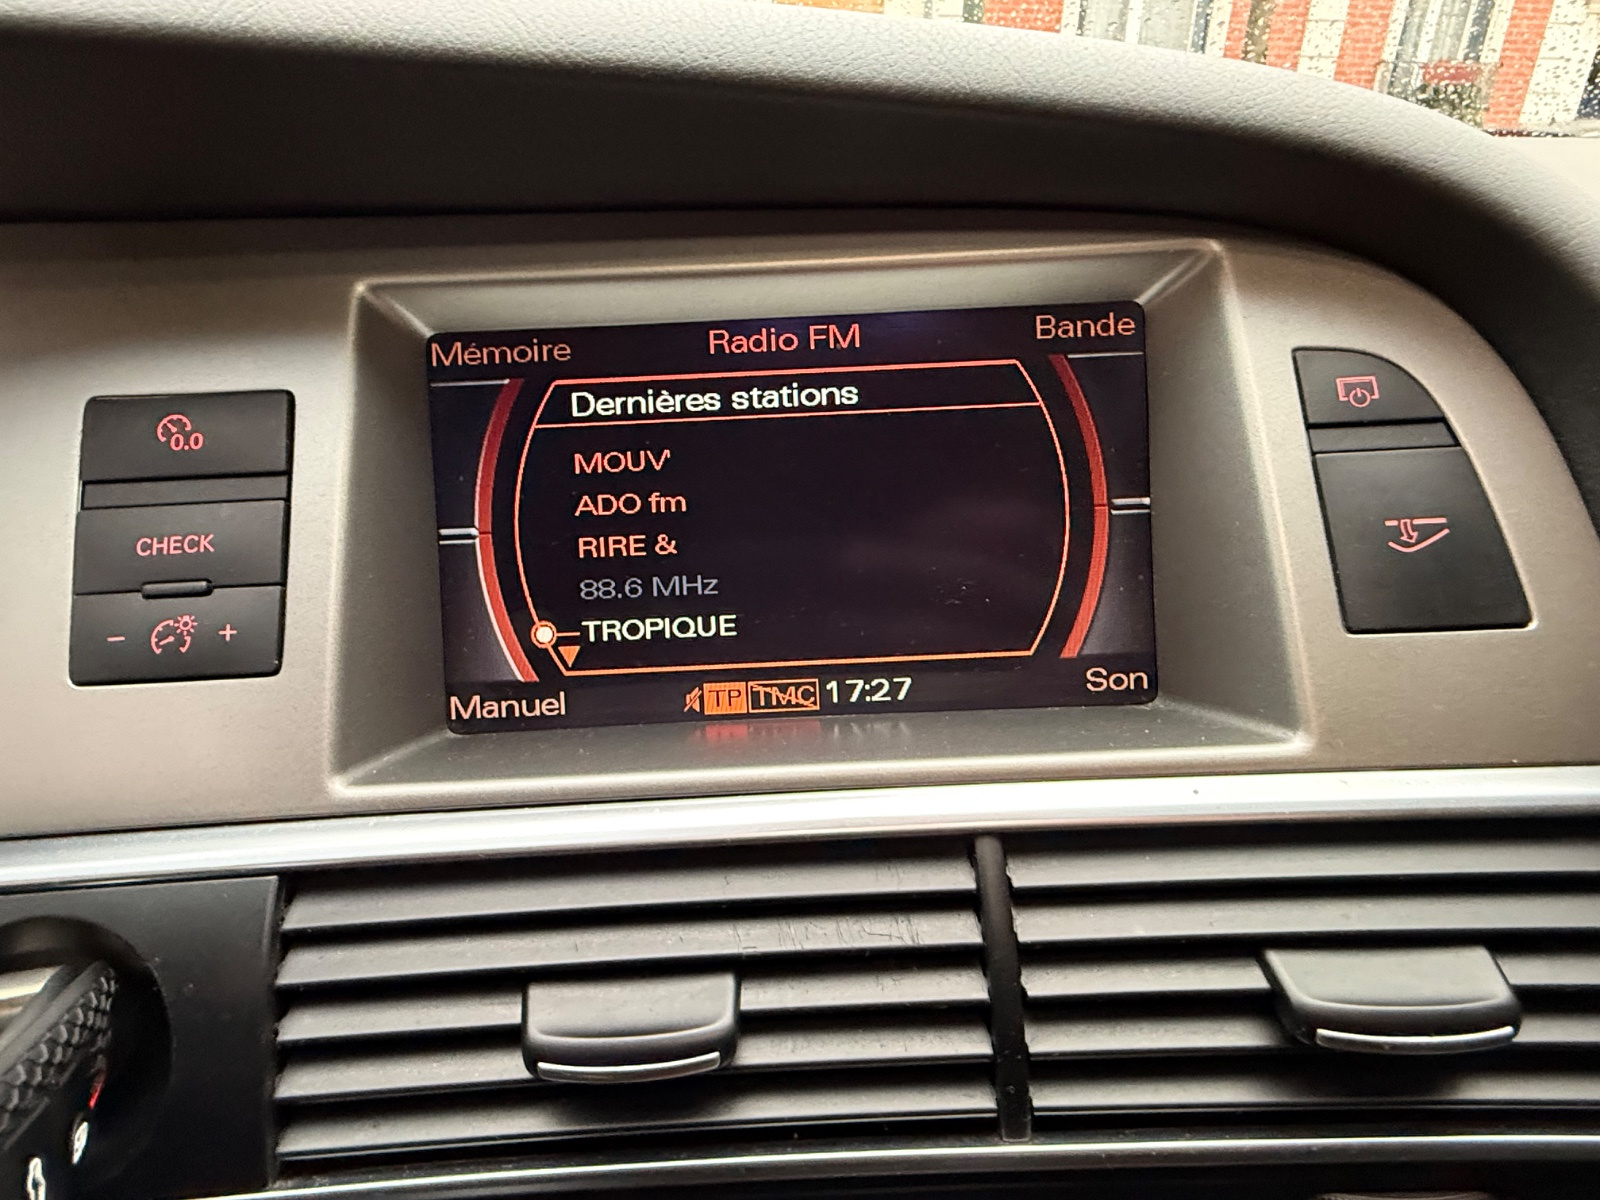 Mémoire Radio FM Bande
Dernières stations
MOUV'
ADO fm
RIRE &
88.6 MHz
TROPIQUE
Manuel TP TMC 17:27 Son
0.0
CHECK
- +